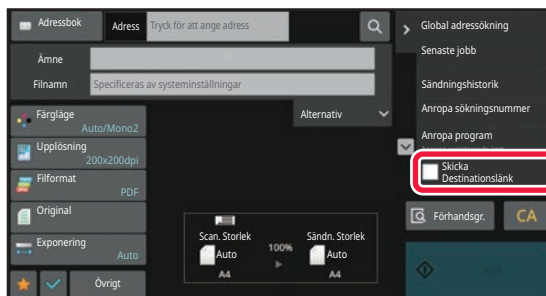 Adressbok
Adress
Tryck för att ange adress
Ämne
Filnamn
Specificeras av systeminställningar
Färgläge
Auto/Mono2
Upplösning
200x200dpi
Filformat
PDF
Original
Exponering
Auto
Övrigt
Alternativ
Scan. Storlek
Auto
A4
100%
Sändn. Storlek
Auto
A4
Global adressökning
Senaste jobb
Sändningshistorik
Anropa sökningsnummer
Anropa program
Skicka
Destinationslänk
Förhandsgr.
CA
Start